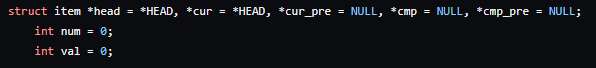 struct item *head = *HEAD, *cur = *HEAD, *cur_pre = NULL, *cmp = NULL, *cmp_pre = NULL;
int num = 0;
int val = 0;